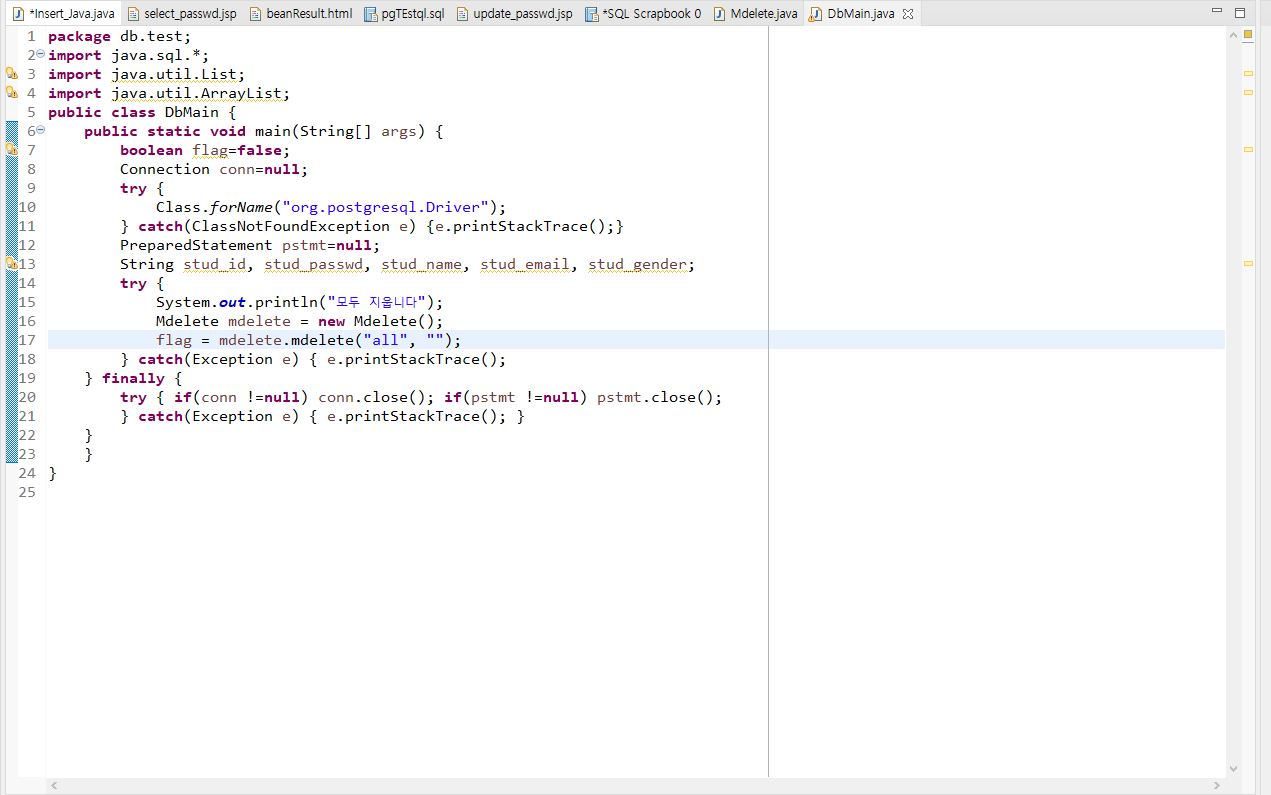 *Insert_Java.java select_passwd.jsp beanResult.html pgTEstql.sql update_passwd.jsp *SQL Scrapbook 0 Mdelete.java DbMain.java
1 package db.test;
2 import java.sql.*;
3 import java.util.List;
4 import java.util.ArrayList;
5 public class DbMain {
6 public static void main(String[] args) {
7 boolean flag=false;
8 Connection conn=null;
9 try {
10 Class.forName("org.postgresql.Driver");
11 } catch(ClassNotFoundException e) {e.printStackTrace();}
12 PreparedStatement pstmt=null;
13 String stud_id, stud_passwd, stud_name, stud_email, stud_gender;
14 try {
15 System.out.println("모두 지웁니다");
16 Mdelete mdelete = new Mdelete();
17 flag = mdelete.mdelete("all", "");
18 } catch(Exception e) { e.printStackTrace();
19 } finally {
20 try { if(conn !=null) conn.close(); if(pstmt !=null) pstmt.close();
21 } catch(Exception e) { e.printStackTrace(); }
22 }
23 }
24 }
25